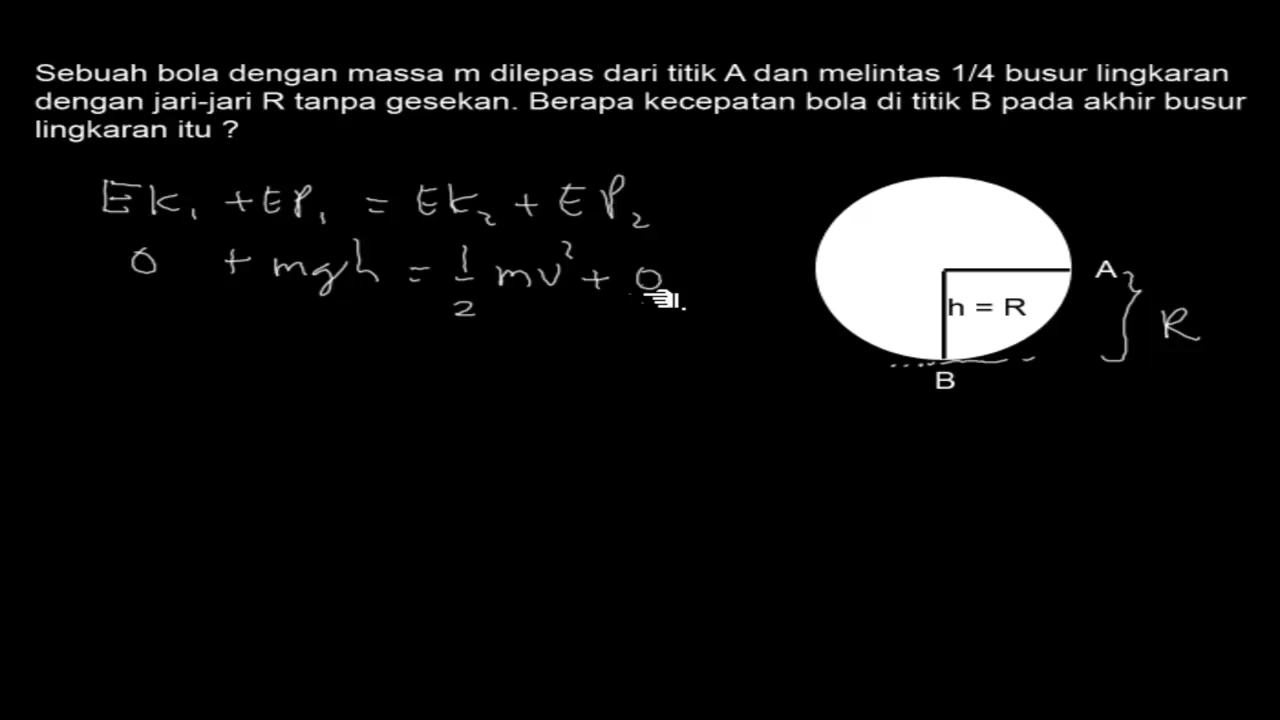 Sebuah bola dengan massa m dilepas dari titik A dan melintas 1/4 busur lingkaran
dengan jari-jari R tanpa gesekan. Berapa kecepatan bola di titik B pada akhir busur
lingkaran itu ?
Ek₁ + EP₁ = Ek₂ + EP₂
0 + mgh = 1/2 mv² + 0
A
h = R
R
B